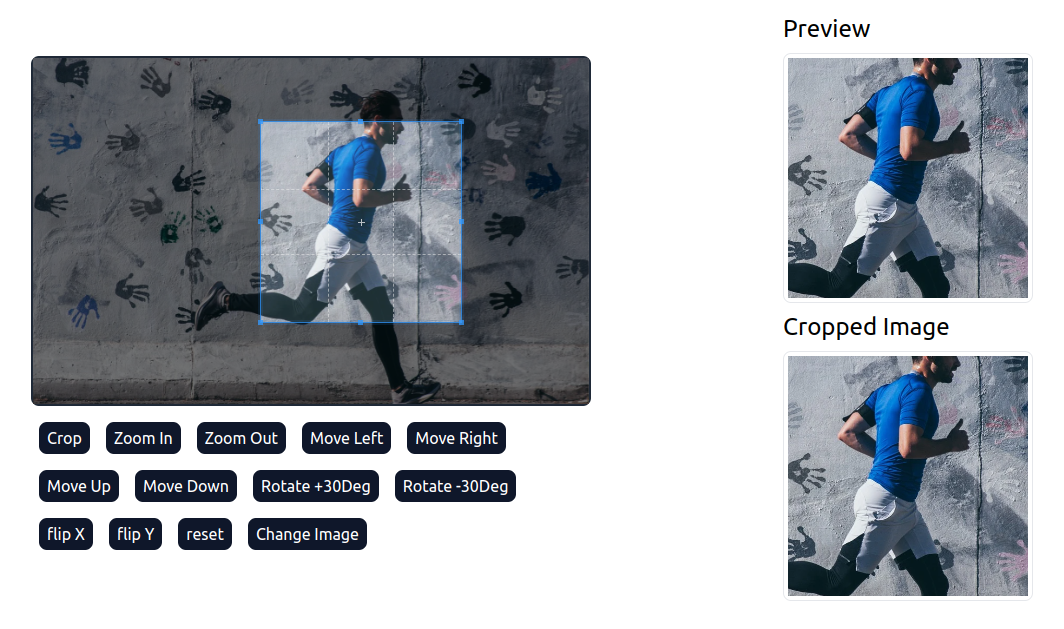 Preview
Cropped Image
Crop Zoom In Zoom Out Move Left Move Right
Move Up Move Down Rotate +30Deg Rotate -30Deg
flip X flip Y reset Change Image